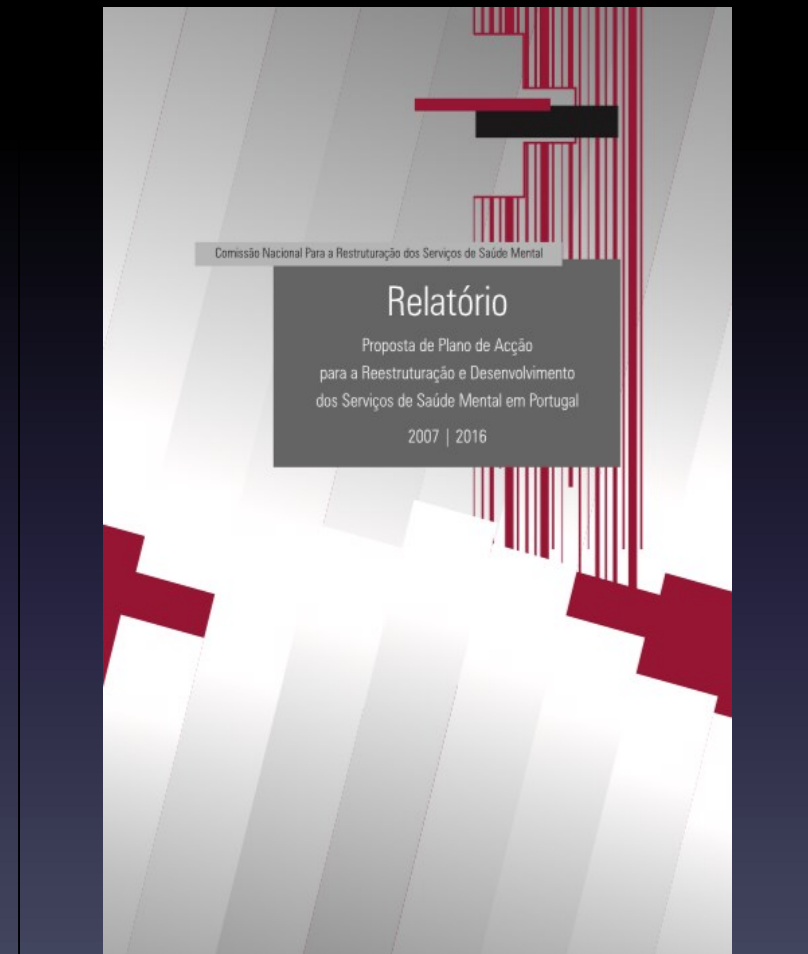 Comissão Nacional Para a Restruturação dos Serviços de Saúde Mental
Relatório
Proposta de Plano de Acção
para a Reestruturação e Desenvolvimento
dos Serviços de Saúde Mental em Portugal
2007 | 2016